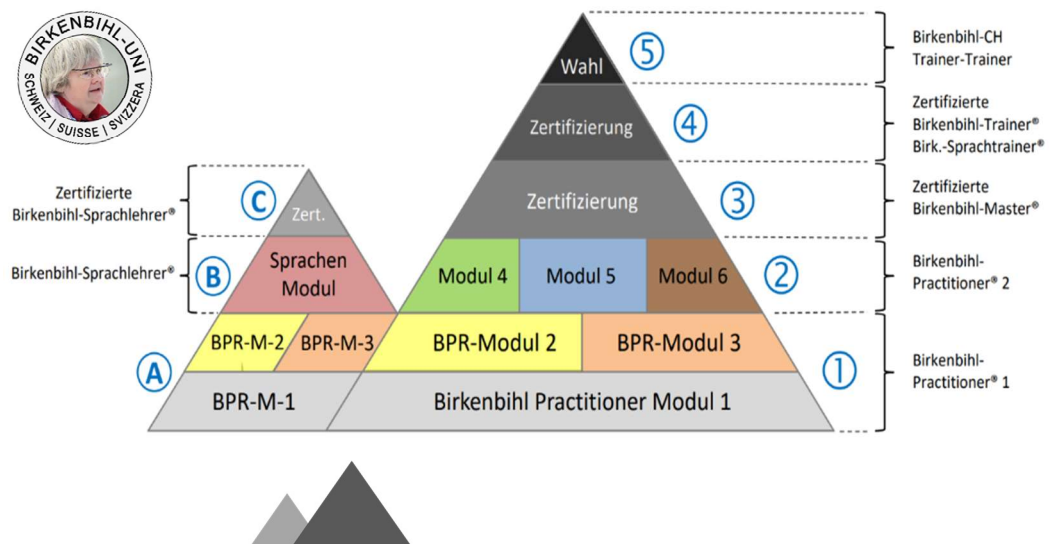 BIRKENBIHL-UNI
SCHWEIZ | SUISSE | SVIZZERA
Zertifizierte
Birkenbihl-Sprachlehrer®
Birkenbihl-Sprachlehrer®
C
Zert.
B
Sprachen
Modul
A
BPR-M-2
BPR-M-3
BPR-M-1
Wahl
5
Zertifizierung
4
Zertifizierung
3
Modul 4
Modul 5
Modul 6
2
BPR-Modul 2
BPR-Modul 3
1
Birkenbihl Practitioner Modul 1
Birkenbihl-CH
Trainer-Trainer
Zertifizierte
Birkenbihl-Trainer®
Birk.-Sprachtrainer®
Zertifizierte
Birkenbihl-Master®
Birkenbihl-
Practitioner® 2
Birkenbihl-
Practitioner® 1